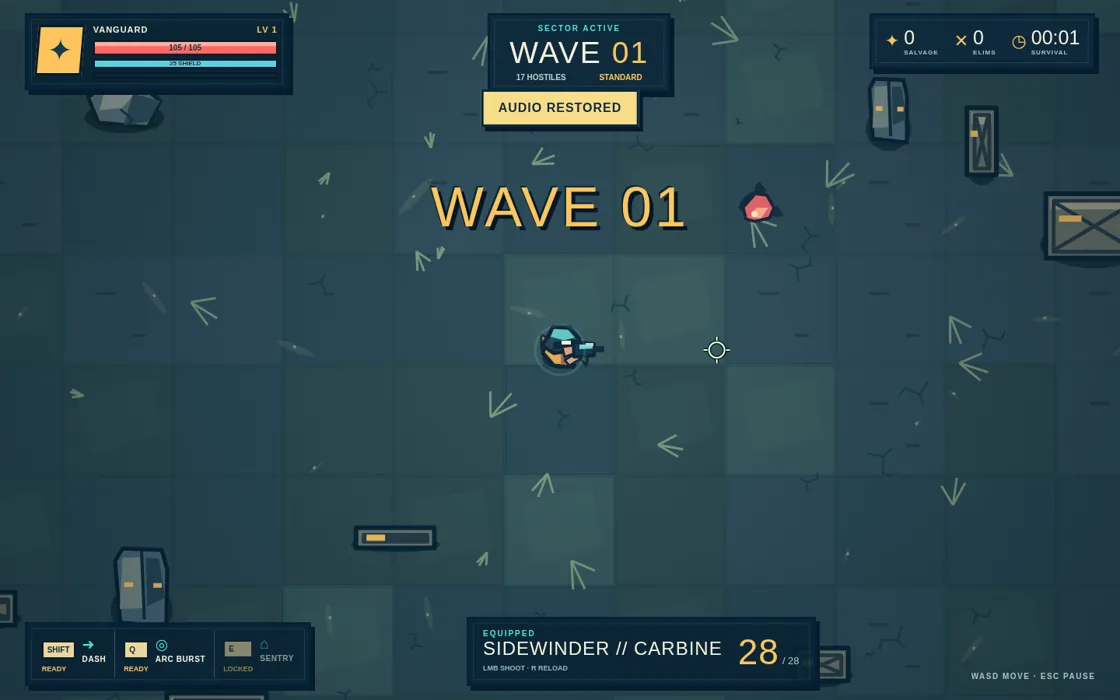 VANGUARD LV 1
105 / 105
25 SHIELD
SECTOR ACTIVE
WAVE 01
17 HOSTILES STANDARD
AUDIO RESTORED
0 SALVAGE
0 ELIMS
00:01 SURVIVAL
WAVE 01
SHIFT DASH
READY
Q ARC BURST
READY
E SENTRY
LOCKED
EQUIPPED
SIDEWINDER // CARBINE
28 / 28
LMB SHOOT · R RELOAD
WASD MOVE · ESC PAUSE